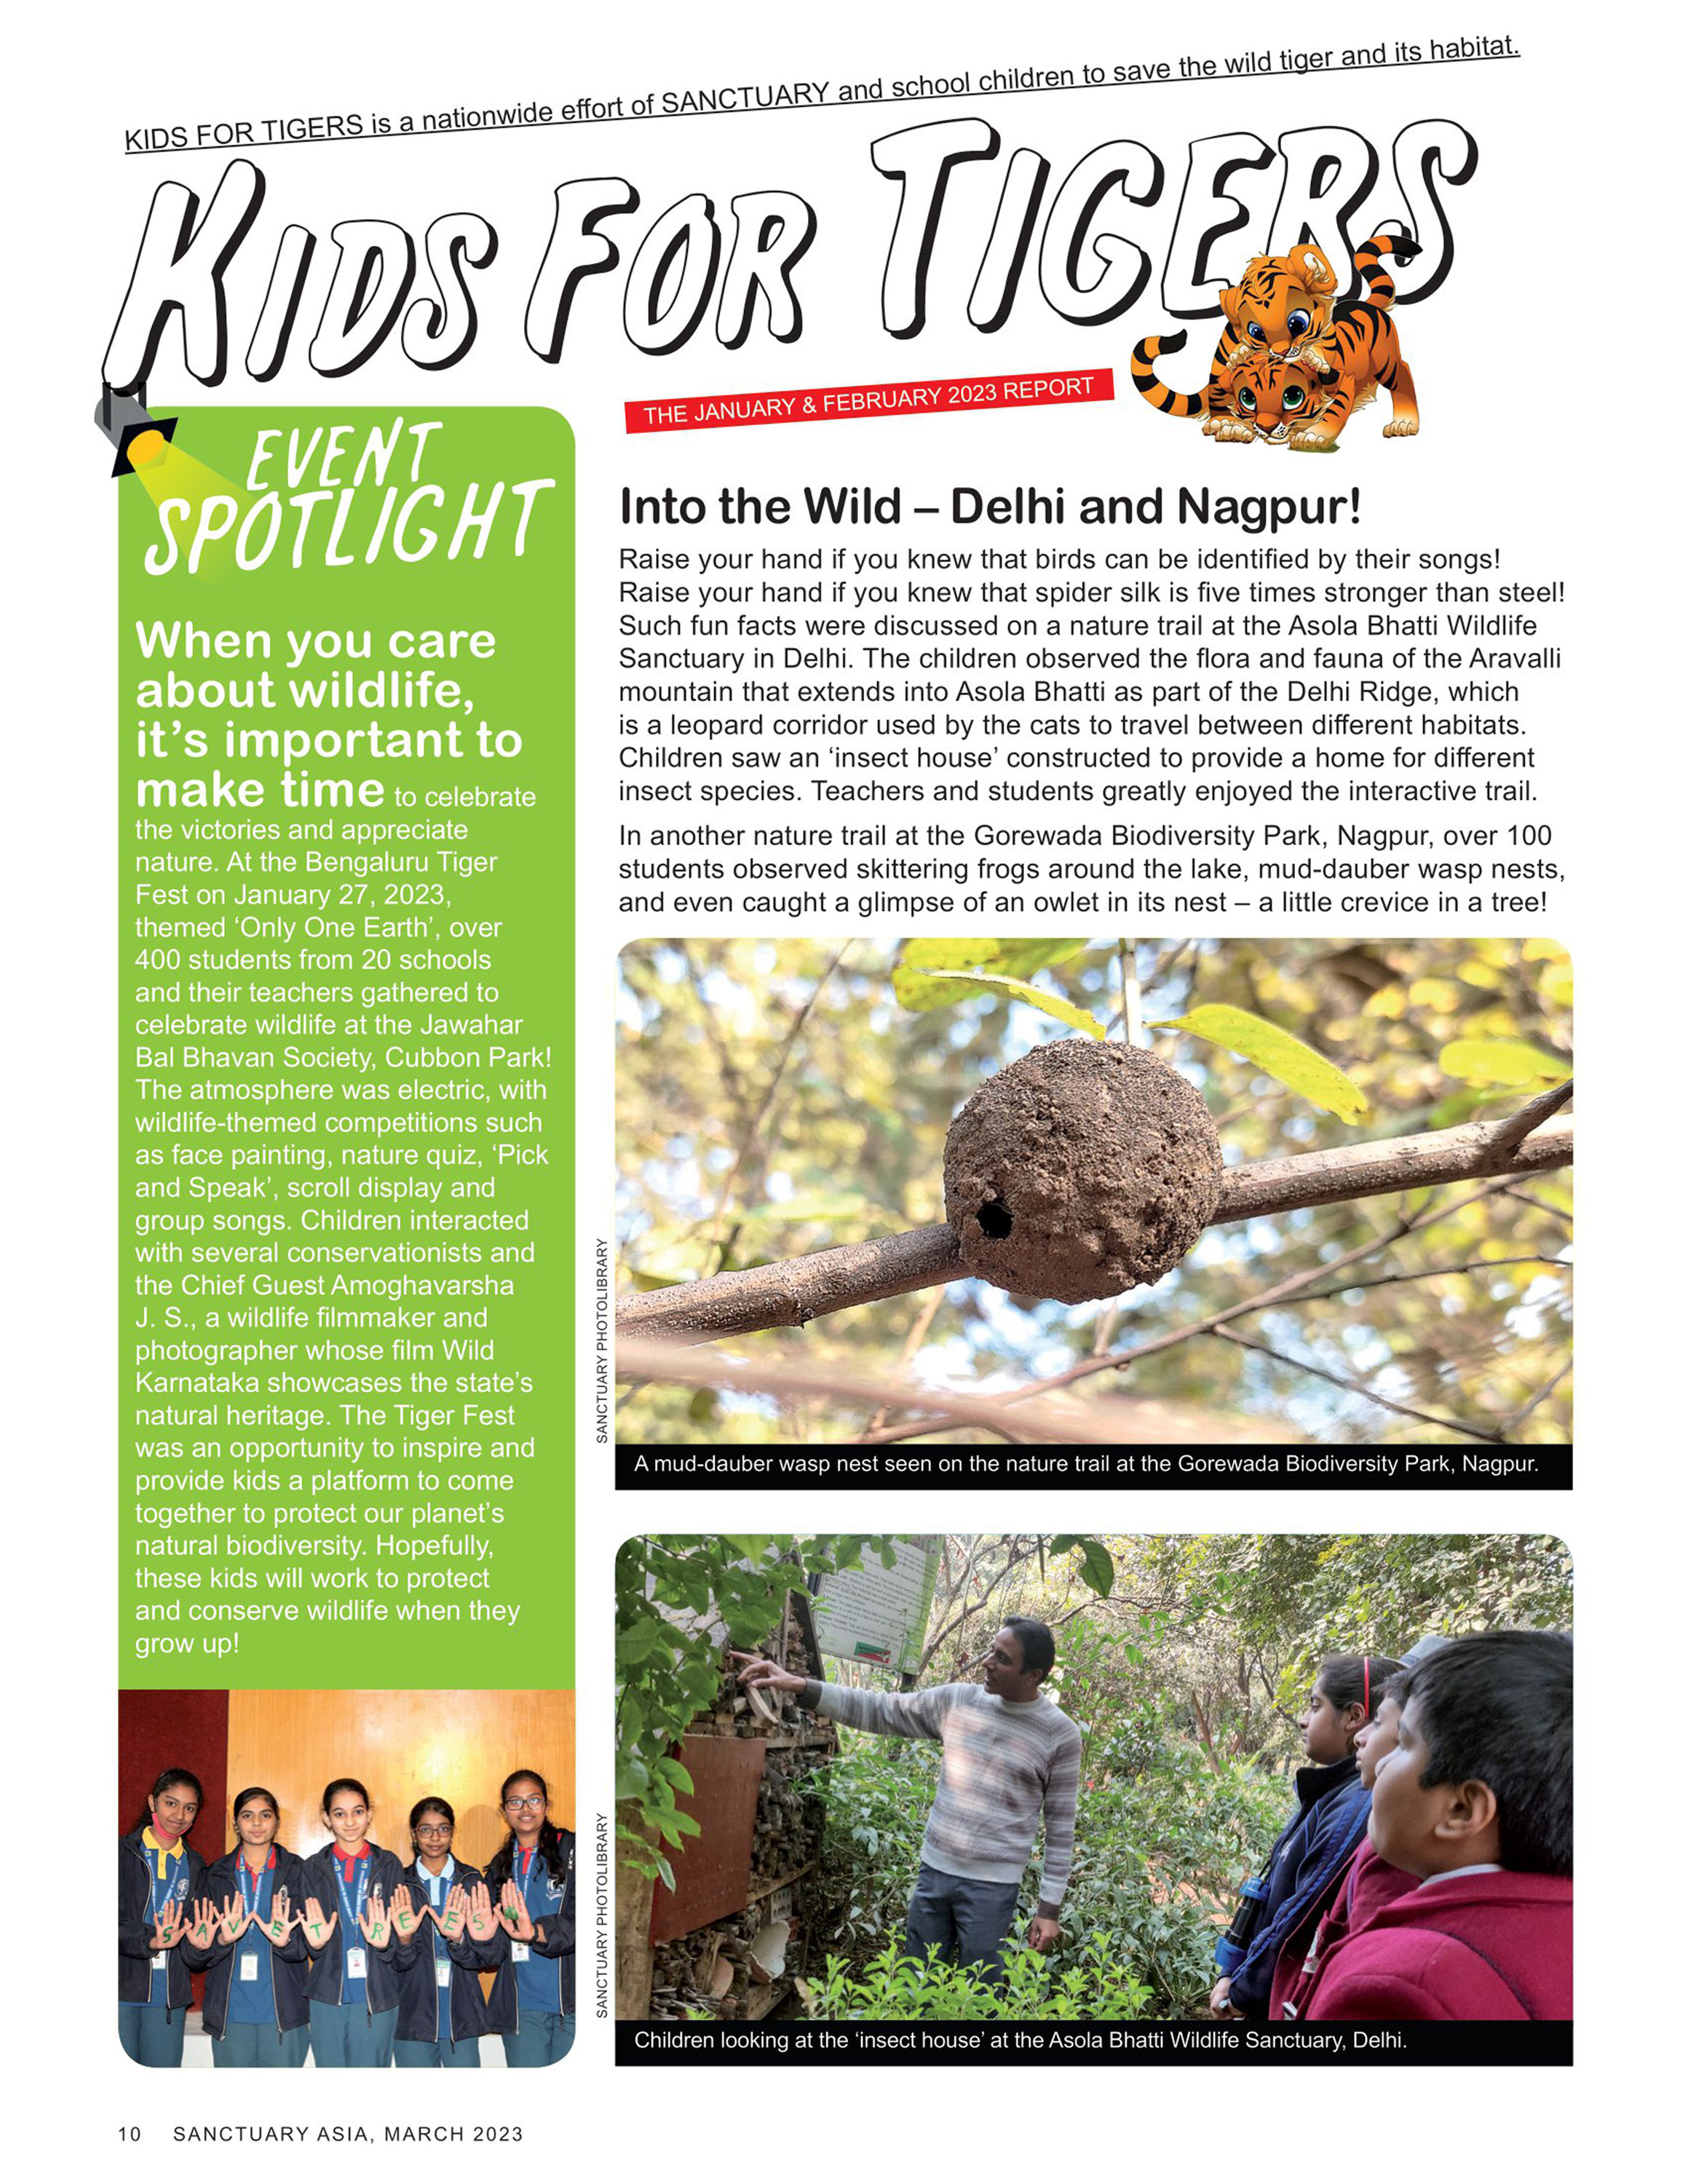 KIDS FOR TIGERS is a nationwide effort of SANCTUARY and school children to save the wild tiger and its habitat.
KIDS FOR TIGERS
THE JANUARY & FEBRUARY 2023 REPORT
EVENT
SPOTLIGHT
When you care
about wildlife,
it's important to
make time to celebrate
the victories and appreciate
nature. At the Bengaluru Tiger
Fest on January 27, 2023,
themed 'Only One Earth', over
400 students from 20 schools
and their teachers gathered to
celebrate wildlife at the Jawahar
Bal Bhavan Society, Cubbon Park!
The atmosphere was electric, with
wildlife-themed competitions such
as face painting, nature quiz, 'Pick
and Speak', scroll display and
group songs. Children interacted
with several conservationists and
the Chief Guest Amoghavarsha
J. S., a wildlife filmmaker and
photographer whose film Wild
Karnataka showcases the state's
natural heritage. The Tiger Fest
was an opportunity to inspire and
provide kids a platform to come
together to protect our planet's
natural biodiversity. Hopefully,
these kids will work to protect
and conserve wildlife when they
grow up!
SAVE TREES
Into the Wild – Delhi and Nagpur!
Raise your hand if you knew that birds can be identified by their songs!
Raise your hand if you knew that spider silk is five times stronger than steel!
Such fun facts were discussed on a nature trail at the Asola Bhatti Wildlife
Sanctuary in Delhi. The children observed the flora and fauna of the Aravalli
mountain that extends into Asola Bhatti as part of the Delhi Ridge, which
is a leopard corridor used by the cats to travel between different habitats.
Children saw an 'insect house' constructed to provide a home for different
insect species. Teachers and students greatly enjoyed the interactive trail.
In another nature trail at the Gorewada Biodiversity Park, Nagpur, over 100
students observed skittering frogs around the lake, mud-dauber wasp nests,
and even caught a glimpse of an owlet in its nest – a little crevice in a tree!
SANCTUARY PHOTOLIBRARY
A mud-dauber wasp nest seen on the nature trail at the Gorewada Biodiversity Park, Nagpur.
SANCTUARY PHOTOLIBRARY
Children looking at the 'insect house' at the Asola Bhatti Wildlife Sanctuary, Delhi.
10 SANCTUARY ASIA, MARCH 2023